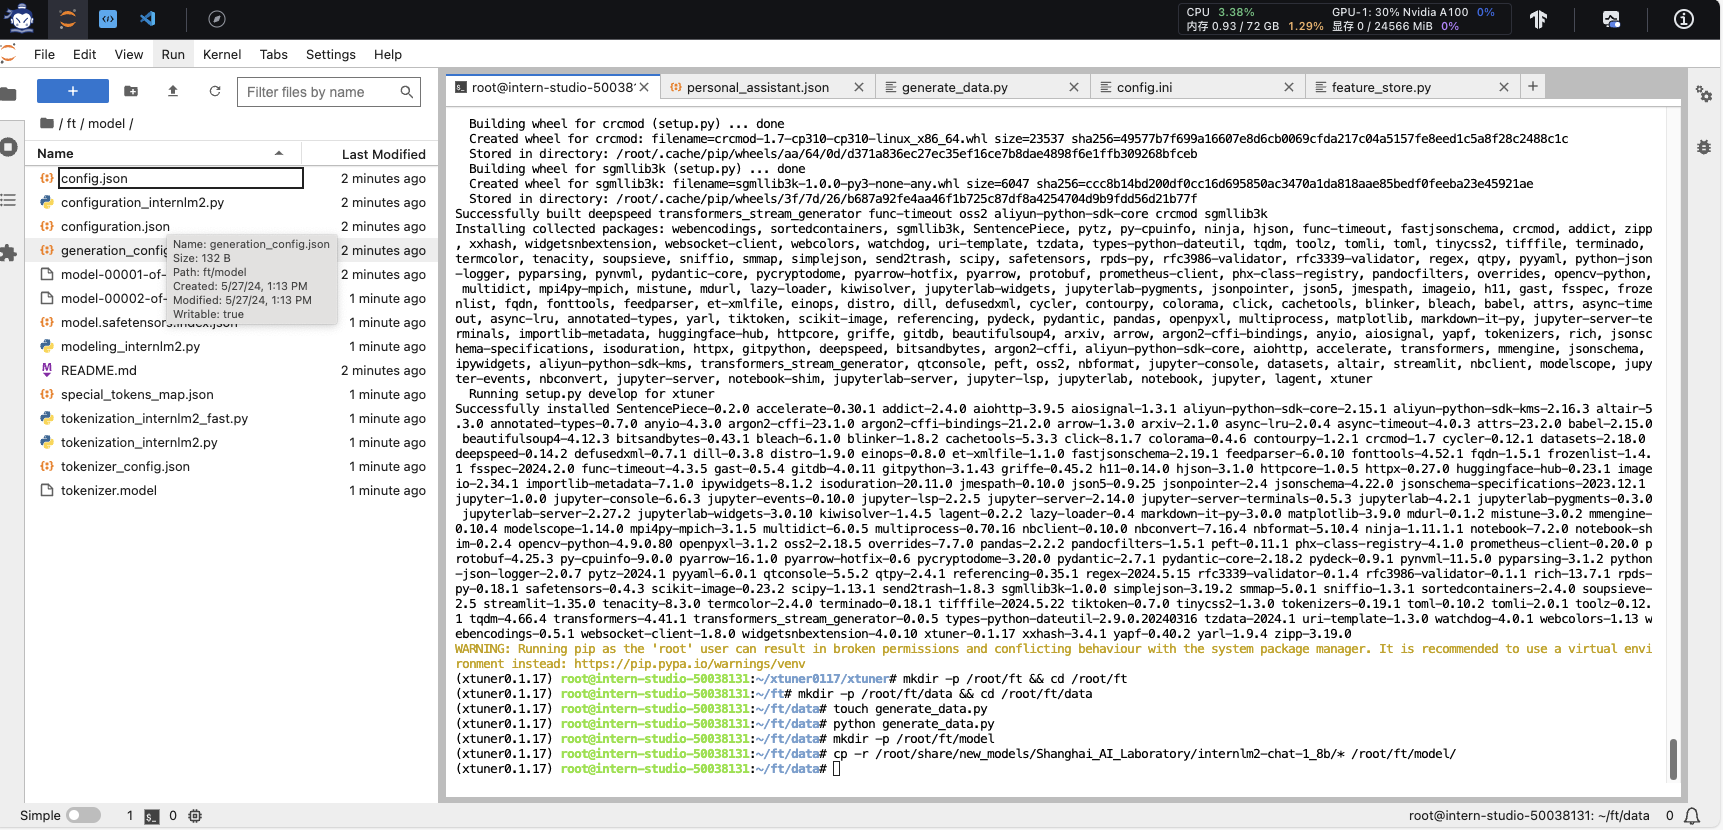 CPU 3.38% GPU-1: 30% Nvidia A100 0%
内存 0.93 / 72 GB 1.29% 显存 0 / 24566 MiB 0%
File Edit View Run Kernel Tabs Settings Help
+ Filter files by name
/ ft / model /
Name Last Modified
config.json 2 minutes ago
configuration_internlm2.py 2 minutes ago
configuration.json 2 minutes ago
generation_config 2 minutes ago
model-00001-of- 2 minutes ago
model-00002-of- 1 minute ago
model.safetensors.index.json 1 minute ago
modeling_internlm2.py 1 minute ago
README.md 2 minutes ago
special_tokens_map.json 1 minute ago
tokenization_internlm2_fast.py 1 minute ago
tokenization_internlm2.py 1 minute ago
tokenizer_config.json 1 minute ago
tokenizer.model 1 minute ago
Name: generation_config.json
Size: 132 B
Path: ft/model
Created: 5/27/24, 1:13 PM
Modified: 5/27/24, 1:13 PM
Writable: true
root@intern-studio-50038 personal_assistant.json generate_data.py config.ini feature_store.py
Building wheel for crcmod (setup.py) ... done
Created wheel for crcmod: filename=crcmod-1.7-cp310-cp310-linux_x86_64.whl size=23537 sha256=49577b7f699a16607e8d6cb0069cfda217c04a5157fe8eed1c5a8f28c2488c1c
Stored in directory: /root/.cache/pip/wheels/aa/64/0d/d371a836ec27ec35ef16ce7b8dae4898f6e1ffb309268bfceb
Building wheel for sgmllib3k (setup.py) ... done
Created wheel for sgmllib3k: filename=sgmllib3k-1.0.0-py3-none-any.whl size=6047 sha256=ccc8b14bd200df0cc16d695850ac3470a1da818aae85bedf0feeba23e45921ae
Stored in directory: /root/.cache/pip/wheels/3f/7d/26/b687a92fe4aa46f1b725c87df8a4254704d9b9fdd56d21b77f
Successfully built deepspeed transformers_stream_generator func-timeout oss2 aliyun-python-sdk-core crcmod sgmllib3k
Installing collected packages: webencodings, sortedcontainers, sgmllib3k, SentencePiece, pytz, py-cpuinfo, ninja, hjson, func-timeout, fastjsonschema, crcmod, addict, zipp
, xxhash, widgetsnbextension, websocket-client, webcolors, watchdog, uri-template, tzdata, types-python-dateutil, tqdm, toolz, tomli, toml, tinycss2, tifffile, terminado,
termcolor, tenacity, soupsieve, sniffio, smmap, simplejson, send2trash, scipy, safetensors, rpds-py, rfc3986-validator, rfc3339-validator, regex, qtpy, pyyaml, python-json
-logger, pyparsing, pynvml, pydantic-core, pycryptodome, pyarrow-hotfix, pyarrow, protobuf, prometheus-client, phx-class-registry, pandocfilters, overrides, opencv-python,
multidict, mpi4py-mpich, mistune, mdurl, lazy-loader, kiwisolver, jupyterlab-widgets, jupyterlab-pygments, jsonpointer, json5, jmespath, imageio, h11, gast, fsspec, froze
nlist, fqdn, fonttools, feedparser, et-xmlfile, einops, distro, dill, defusedxml, cycler, contourpy, colorama, click, cachetools, blinker, bleach, babel, attrs, async-time
out, async-lru, annotated-types, yarl, tiktoken, scikit-image, referencing, pydeck, pydantic, pandas, openpyxl, multiprocess, matplotlib, markdown-it-py, jupyter-server-te
rminals, importlib-metadata, huggingface-hub, httpcore, griffe, gitdb, beautifulsoup4, arxiv, arrow, argon2-cffi-bindings, anyio, aiosignal, yapf, tokenizers, rich, jsonsc
hema-specifications, isoduration, httpx, gitpython, deepspeed, bitsandbytes, argon2-cffi, aliyun-python-sdk-core, aiohttp, accelerate, transformers, mmengine, jsonschema,
ipywidgets, aliyun-python-sdk-kms, transformers_stream_generator, qtconsole, peft, oss2, nbformat, jupyter-console, datasets, altair, streamlit, nbclient, modelscope, jupy
ter-events, nbconvert, jupyter-server, notebook-shim, jupyterlab-server, jupyter-lsp, jupyterlab, notebook, jupyter, lagent, xtuner
Running setup.py develop for xtuner
Successfully installed SentencePiece-0.2.0 accelerate-0.30.1 addict-2.4.0 aiohttp-3.9.5 aiosignal-1.3.1 aliyun-python-sdk-core-2.15.1 aliyun-python-sdk-kms-2.16.3 altair-5
.3.0 annotated-types-0.7.0 anyio-4.3.0 argon2-cffi-23.1.0 argon2-cffi-bindings-21.2.0 arrow-1.3.0 arxiv-2.1.0 async-lru-2.0.4 async-timeout-4.0.3 attrs-23.2.0 babel-2.15.0
beautifulsoup4-4.12.3 bitsandbytes-0.43.1 bleach-6.1.0 blinker-1.8.2 cachetools-5.3.3 click-8.1.7 colorama-0.4.6 contourpy-1.2.1 crcmod-1.7 cycler-0.12.1 datasets-2.18.0
deepspeed-0.14.2 defusedxml-0.7.1 dill-0.3.8 distro-1.9.0 einops-0.8.0 et-xmlfile-1.1.0 fastjsonschema-2.19.1 feedparser-6.0.10 fonttools-4.52.1 fqdn-1.5.1 frozenlist-1.4.
1 fsspec-2024.2.0 func-timeout-4.3.5 gast-0.5.4 gitdb-4.0.11 gitpython-3.1.43 griffe-0.45.2 h11-0.14.0 hjson-3.1.0 httpcore-1.0.5 httpx-0.27.0 huggingface-hub-0.23.1 image
io-2.34.1 importlib-metadata-7.1.0 ipywidgets-8.1.2 isoduration-20.11.0 jmespath-0.10.0 json5-0.9.25 jsonpointer-2.4 jsonschema-4.22.0 jsonschema-specifications-2023.12.1
jupyter-1.0.0 jupyter-console-6.6.3 jupyter-events-0.10.0 jupyter-lsp-2.2.5 jupyter-server-2.14.0 jupyter-server-terminals-0.5.3 jupyterlab-4.2.1 jupyterlab-pygments-0.3.0
jupyterlab-server-2.27.2 jupyterlab-widgets-3.0.10 kiwisolver-1.4.5 lagent-0.2.2 lazy-loader-0.4 markdown-it-py-3.0.0 matplotlib-3.9.0 mdurl-0.1.2 mistune-3.0.2 mmengine-
0.10.4 modelscope-1.14.0 mpi4py-mpich-3.1.5 multidict-6.0.5 multiprocess-0.70.16 nbclient-0.10.0 nbconvert-7.16.4 nbformat-5.10.4 ninja-1.11.1.1 notebook-7.2.0 notebook-sh
im-0.2.4 opencv-python-4.9.0.80 openpyxl-3.1.2 oss2-2.18.5 overrides-7.7.0 pandas-2.2.2 pandocfilters-1.5.1 peft-0.11.1 phx-class-registry-4.1.0 prometheus-client-0.20.0 p
rotobuf-4.25.3 py-cpuinfo-9.0.0 pyarrow-16.1.0 pyarrow-hotfix-0.6 pycryptodome-3.20.0 pydantic-2.7.1 pydantic-core-2.18.2 pydeck-0.9.1 pynvml-11.5.0 pyparsing-3.1.2 python
-json-logger-2.0.7 pytz-2024.1 pyyaml-6.0.1 qtconsole-5.5.2 qtpy-2.4.1 referencing-0.35.1 regex-2024.5.15 rfc3339-validator-0.1.4 rfc3986-validator-0.1.1 rich-13.7.1 rpds-
py-0.18.1 safetensors-0.4.3 scikit-image-0.23.2 scipy-1.13.1 send2trash-1.8.3 sgmllib3k-1.0.0 simplejson-3.19.2 smmap-5.0.1 sniffio-1.3.1 sortedcontainers-2.4.0 soupsieve-
2.5 streamlit-1.35.0 tenacity-8.3.0 termcolor-2.4.0 terminado-0.18.1 tifffile-2024.5.22 tiktoken-0.7.0 tinycss2-1.3.0 tokenizers-0.19.1 toml-0.10.2 tomli-2.0.1 toolz-0.12.
1 tqdm-4.66.4 transformers-4.41.1 transformers_stream_generator-0.0.5 types-python-dateutil-2.9.0.20240316 tzdata-2024.1 uri-template-1.3.0 watchdog-4.0.1 webcolors-1.13 w
ebencodings-0.5.1 websocket-client-1.8.0 widgetsnbextension-4.0.10 xtuner-0.1.17 xxhash-3.4.1 yapf-0.40.2 yarl-1.9.4 zipp-3.19.0
WARNING: Running pip as the 'root' user can result in broken permissions and conflicting behaviour with the system package manager. It is recommended to use a virtual envi
ronment instead: https://pip.pypa.io/warnings/venv
(xtuner0.1.17) root@intern-studio-50038131:~/xtuner0117/xtuner# mkdir -p /root/ft && cd /root/ft
(xtuner0.1.17) root@intern-studio-50038131:~/ft# mkdir -p /root/ft/data && cd /root/ft/data
(xtuner0.1.17) root@intern-studio-50038131:~/ft/data# touch generate_data.py
(xtuner0.1.17) root@intern-studio-50038131:~/ft/data# python generate_data.py
(xtuner0.1.17) root@intern-studio-50038131:~/ft/data# mkdir -p /root/ft/model
(xtuner0.1.17) root@intern-studio-50038131:~/ft/data# cp -r /root/share/new_models/Shanghai_AI_Laboratory/internlm2-chat-1_8b/* /root/ft/model/
(xtuner0.1.17) root@intern-studio-50038131:~/ft/data#
Simple 1 0 root@intern-studio-50038131: ~/ft/data 0